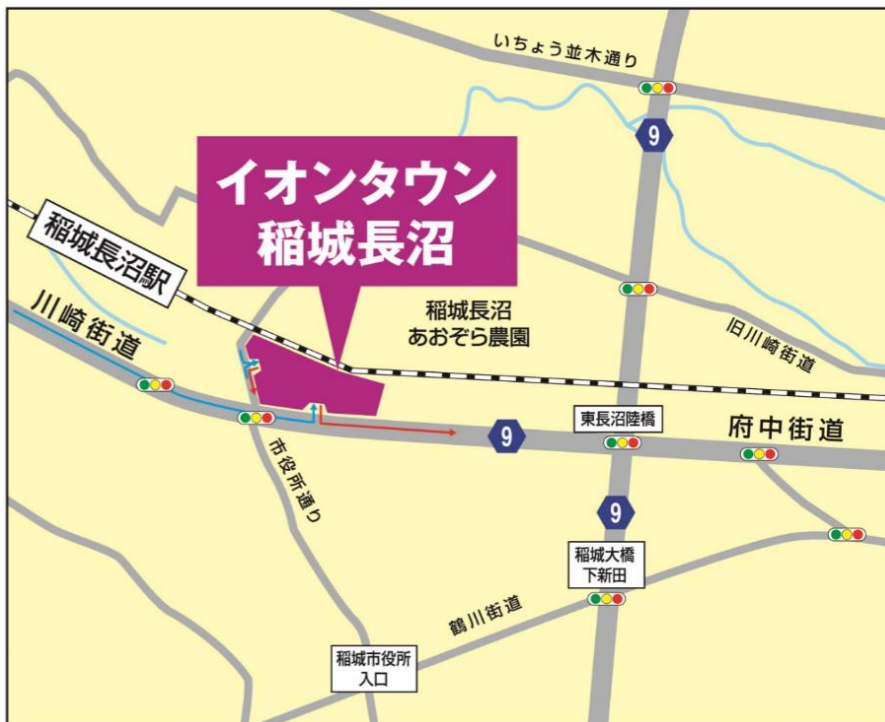 いちょう並木通り
9
イオンタウン
稲城長沼
稲城長沼駅
川崎街道
稲城長沼
あおぞら農園
旧川崎街道
東長沼陸橋
府中街道
9
市役所通り
9
稲城大橋
下新田
鶴川街道
稲城市役所
入口